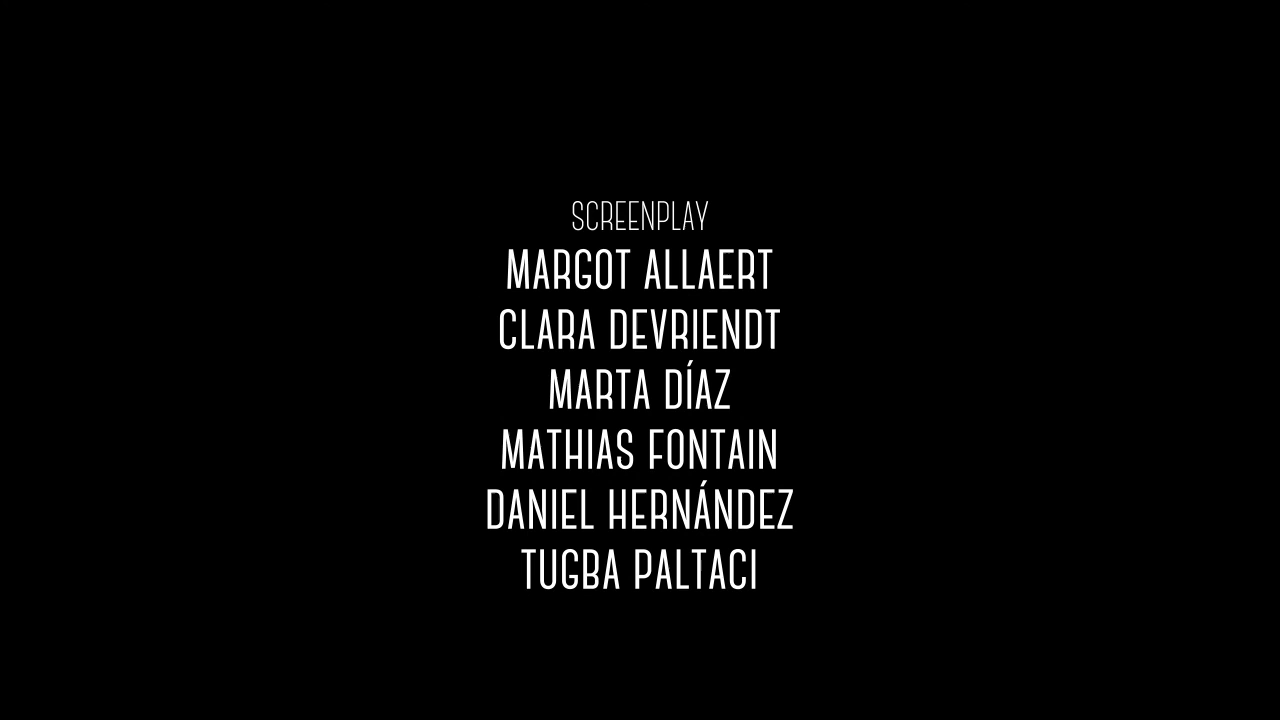 SCREENPLAY
MARGOT ALLAERT
CLARA DEVRIENDT
MARTA DÍAZ
MATHIAS FONTAIN
DANIEL HERNÁNDEZ
TUGBA PALTACI